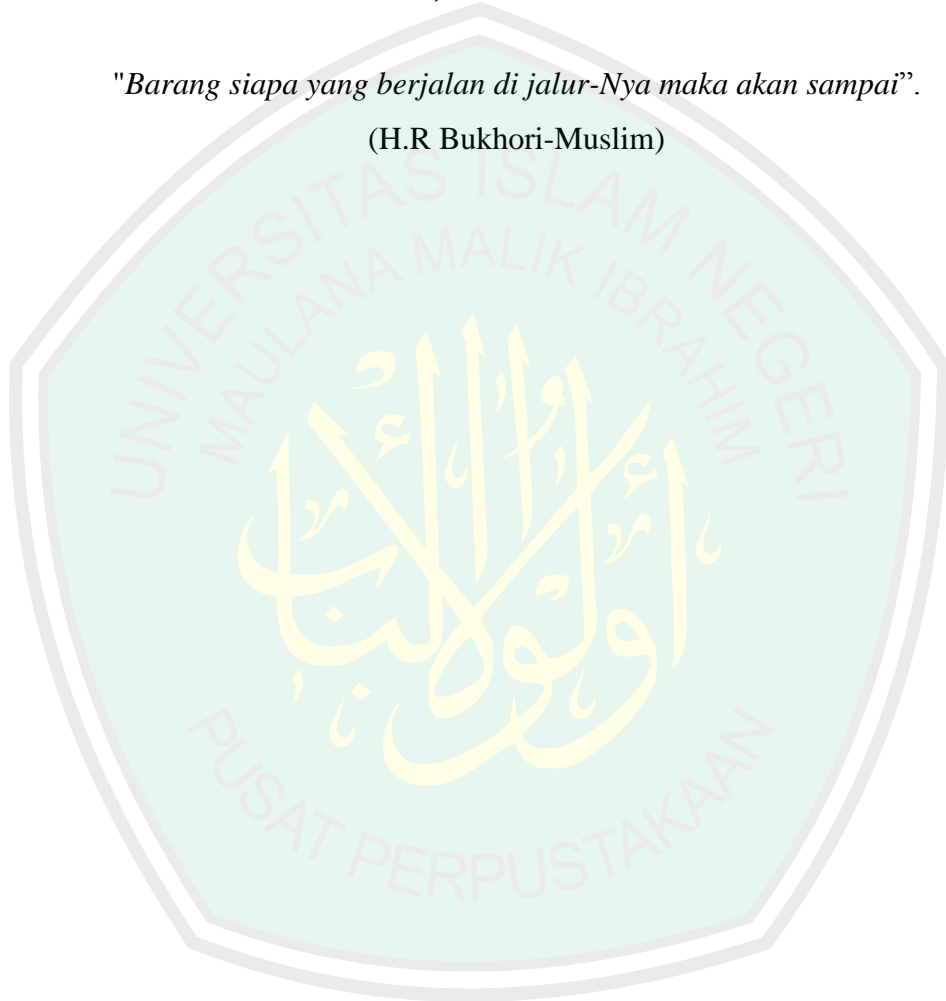 "Barang siapa yang berjalan di jalur-Nya maka akan sampai”.
(H.R Bukhori-Muslim)
UNIVERSITAS ISLAM NEGERI
MAULANA MALIK IBRAHIM
أولوا الألباب
PUSAT PERPUSTAKAAN